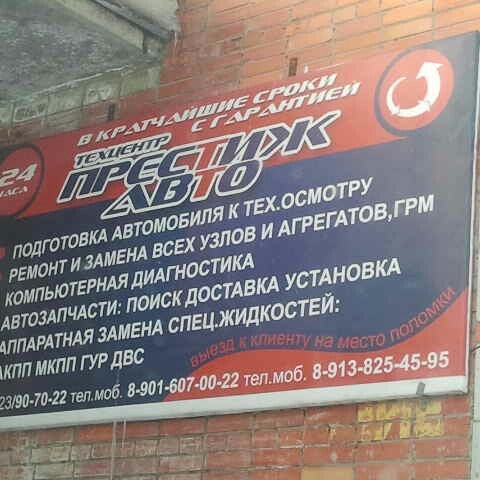 В КРАТЧАЙШИЕ СРОКИ
С ГАРАНТИЕЙ
24
ЧАСА
ТЕХЦЕНТР
ПРЕСТИЖ
АВТО
ПОДГОТОВКА АВТОМОБИЛЯ К ТЕХ.ОСМОТРУ
РЕМОНТ И ЗАМЕНА ВСЕХ УЗЛОВ И АГРЕГАТОВ,ГРМ
КОМПЬЮТЕРНАЯ ДИАГНОСТИКА
АВТОЗАПЧАСТИ: ПОИСК ДОСТАВКА УСТАНОВКА
АППАРАТНАЯ ЗАМЕНА СПЕЦ.ЖИДКОСТЕЙ:
АКПП МКПП ГУР ДВС
выезд к клиенту на место поломки
23/90-70-22 тел.моб. 8-901-607-00-22 тел.моб. 8-913-825-45-95